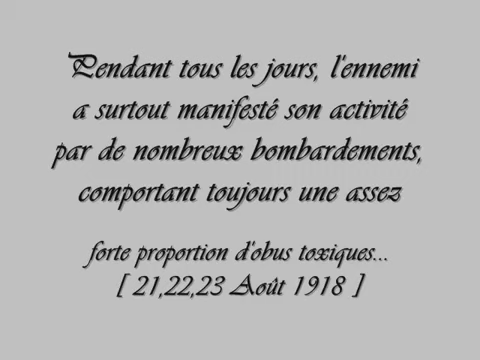 Pendant tous les jours, l'ennemi
a surtout manifesté son activité
par de nombreux bombardements,
comportant toujours une assez
forte proportion d'obus toxiques...
[ 21,22,23 Août 1918 ]